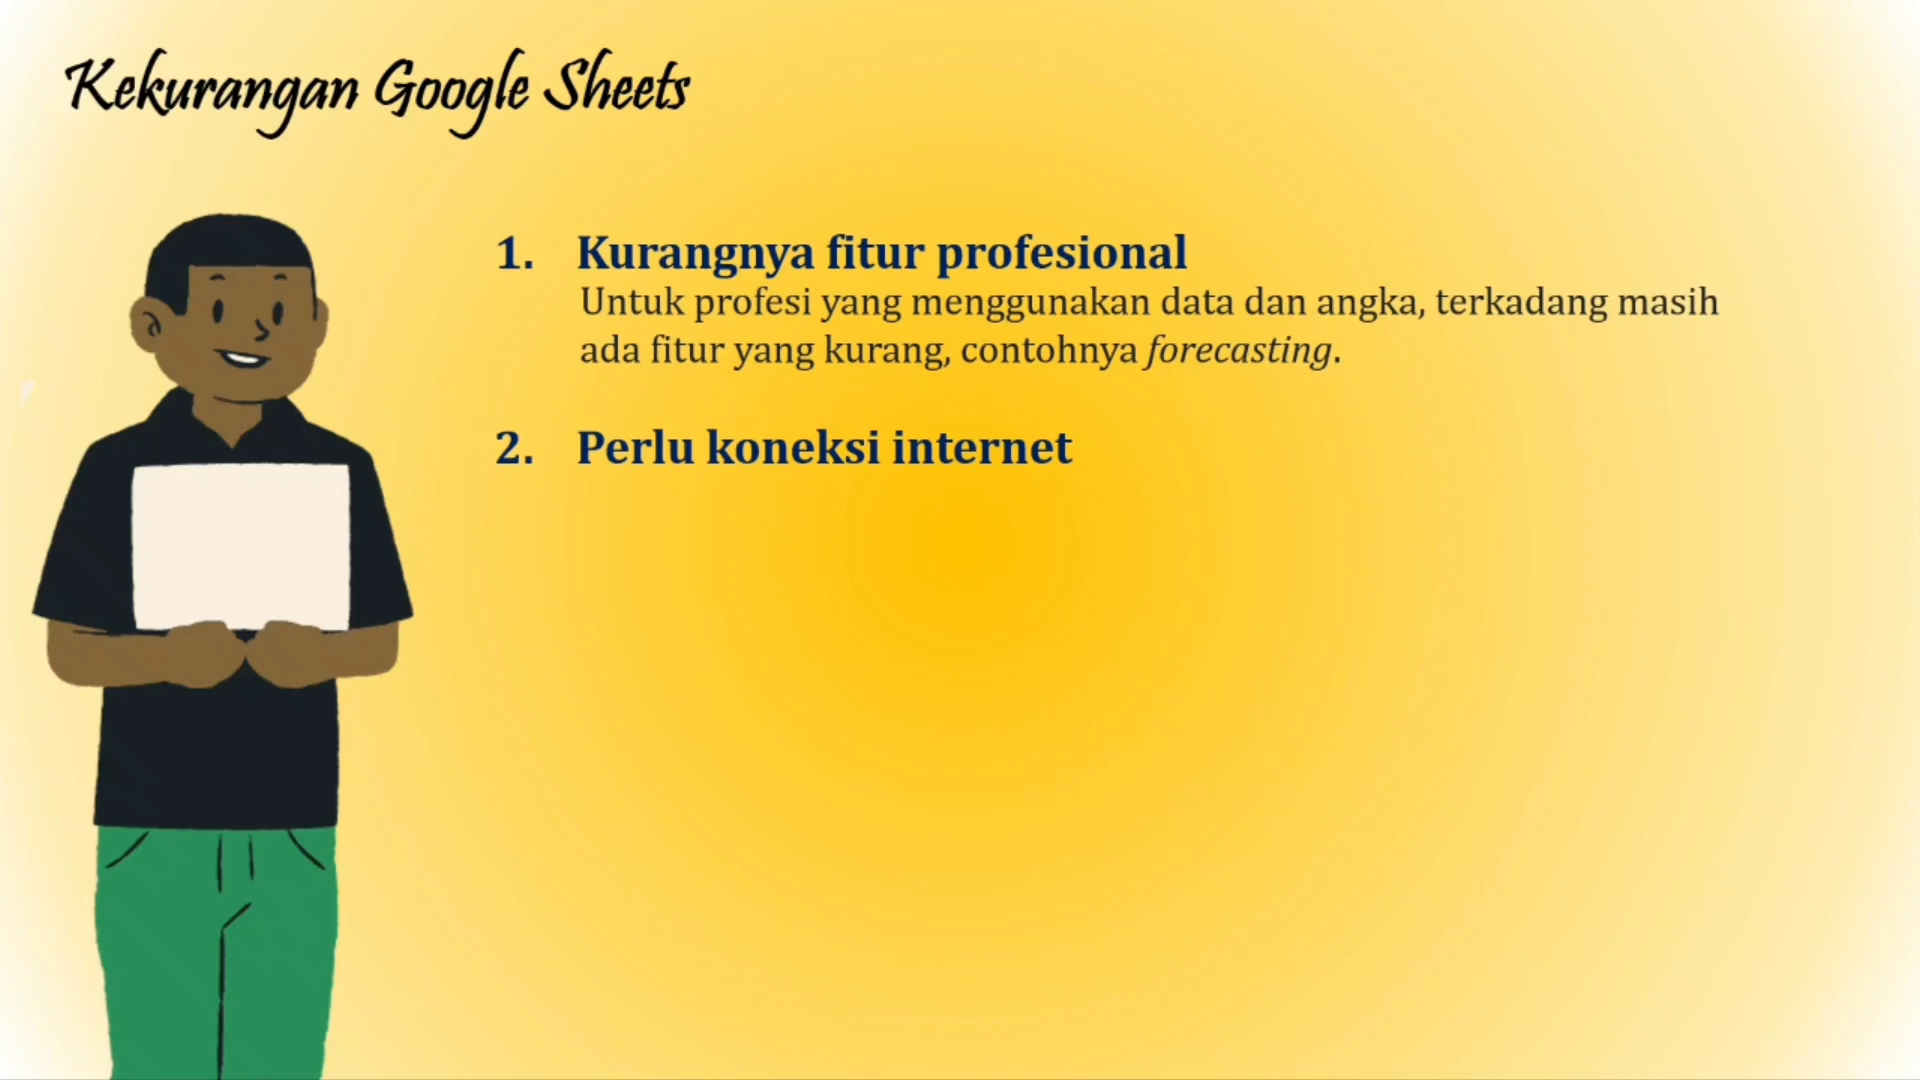 Kekurangan Google Sheets
1. Kurangnya fitur profesional
Untuk profesi yang menggunakan data dan angka, terkadang masih
ada fitur yang kurang, contohnya forecasting.
2. Perlu koneksi internet